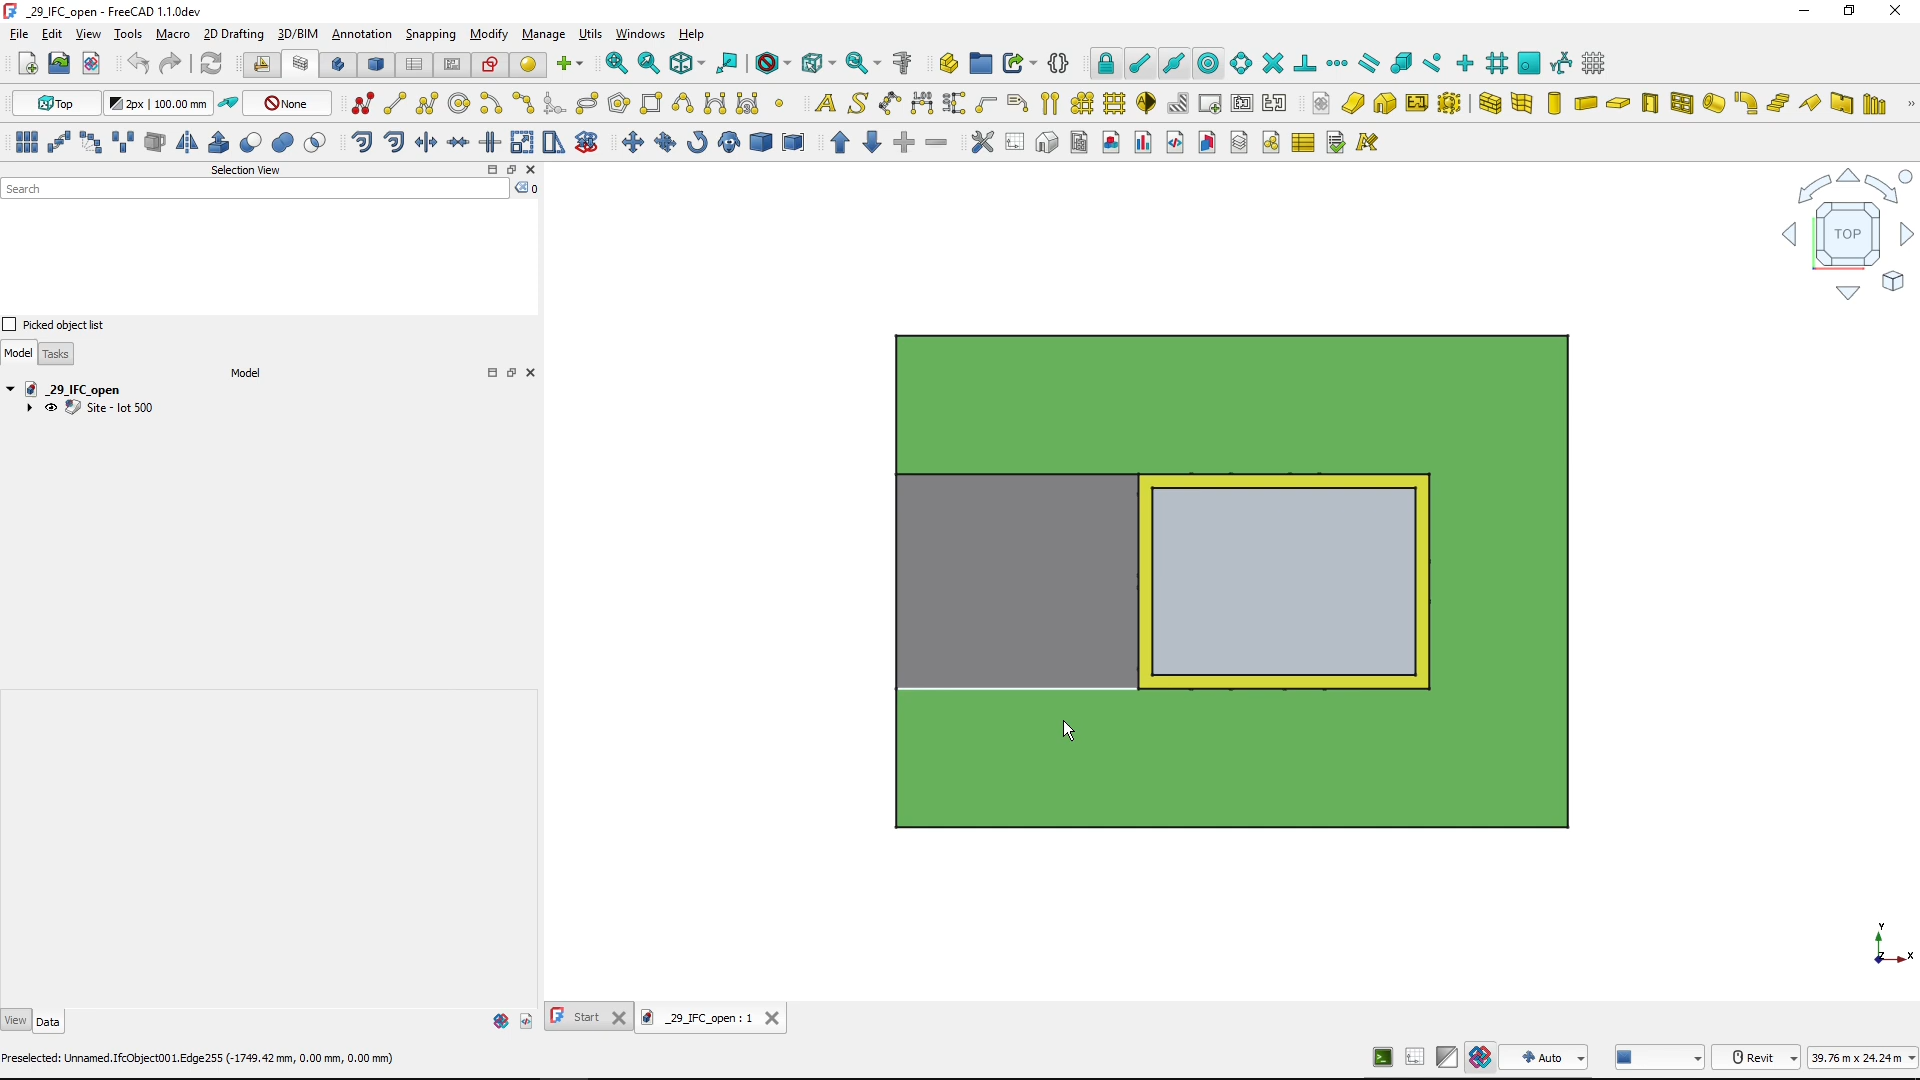 _29_IFC_open - FreeCAD 1.1.0dev
File Edit View Tools Macro 2D Drafting 3D/BIM Annotation Snapping Modify Manage Utils Windows Help
Top 2px | 100.00 mm None
Selection View
Search 0
Picked object list
Model Tasks
Model
_29_IFC_open
Site - lot 500
TOP
Y
Z X
View Data
Start _29_IFC_open : 1
Preselected: Unnamed.IfcObject001.Edge255 (-1749.42 mm, 0.00 mm, 0.00 mm)
Auto Revit 39.76 m x 24.24 m